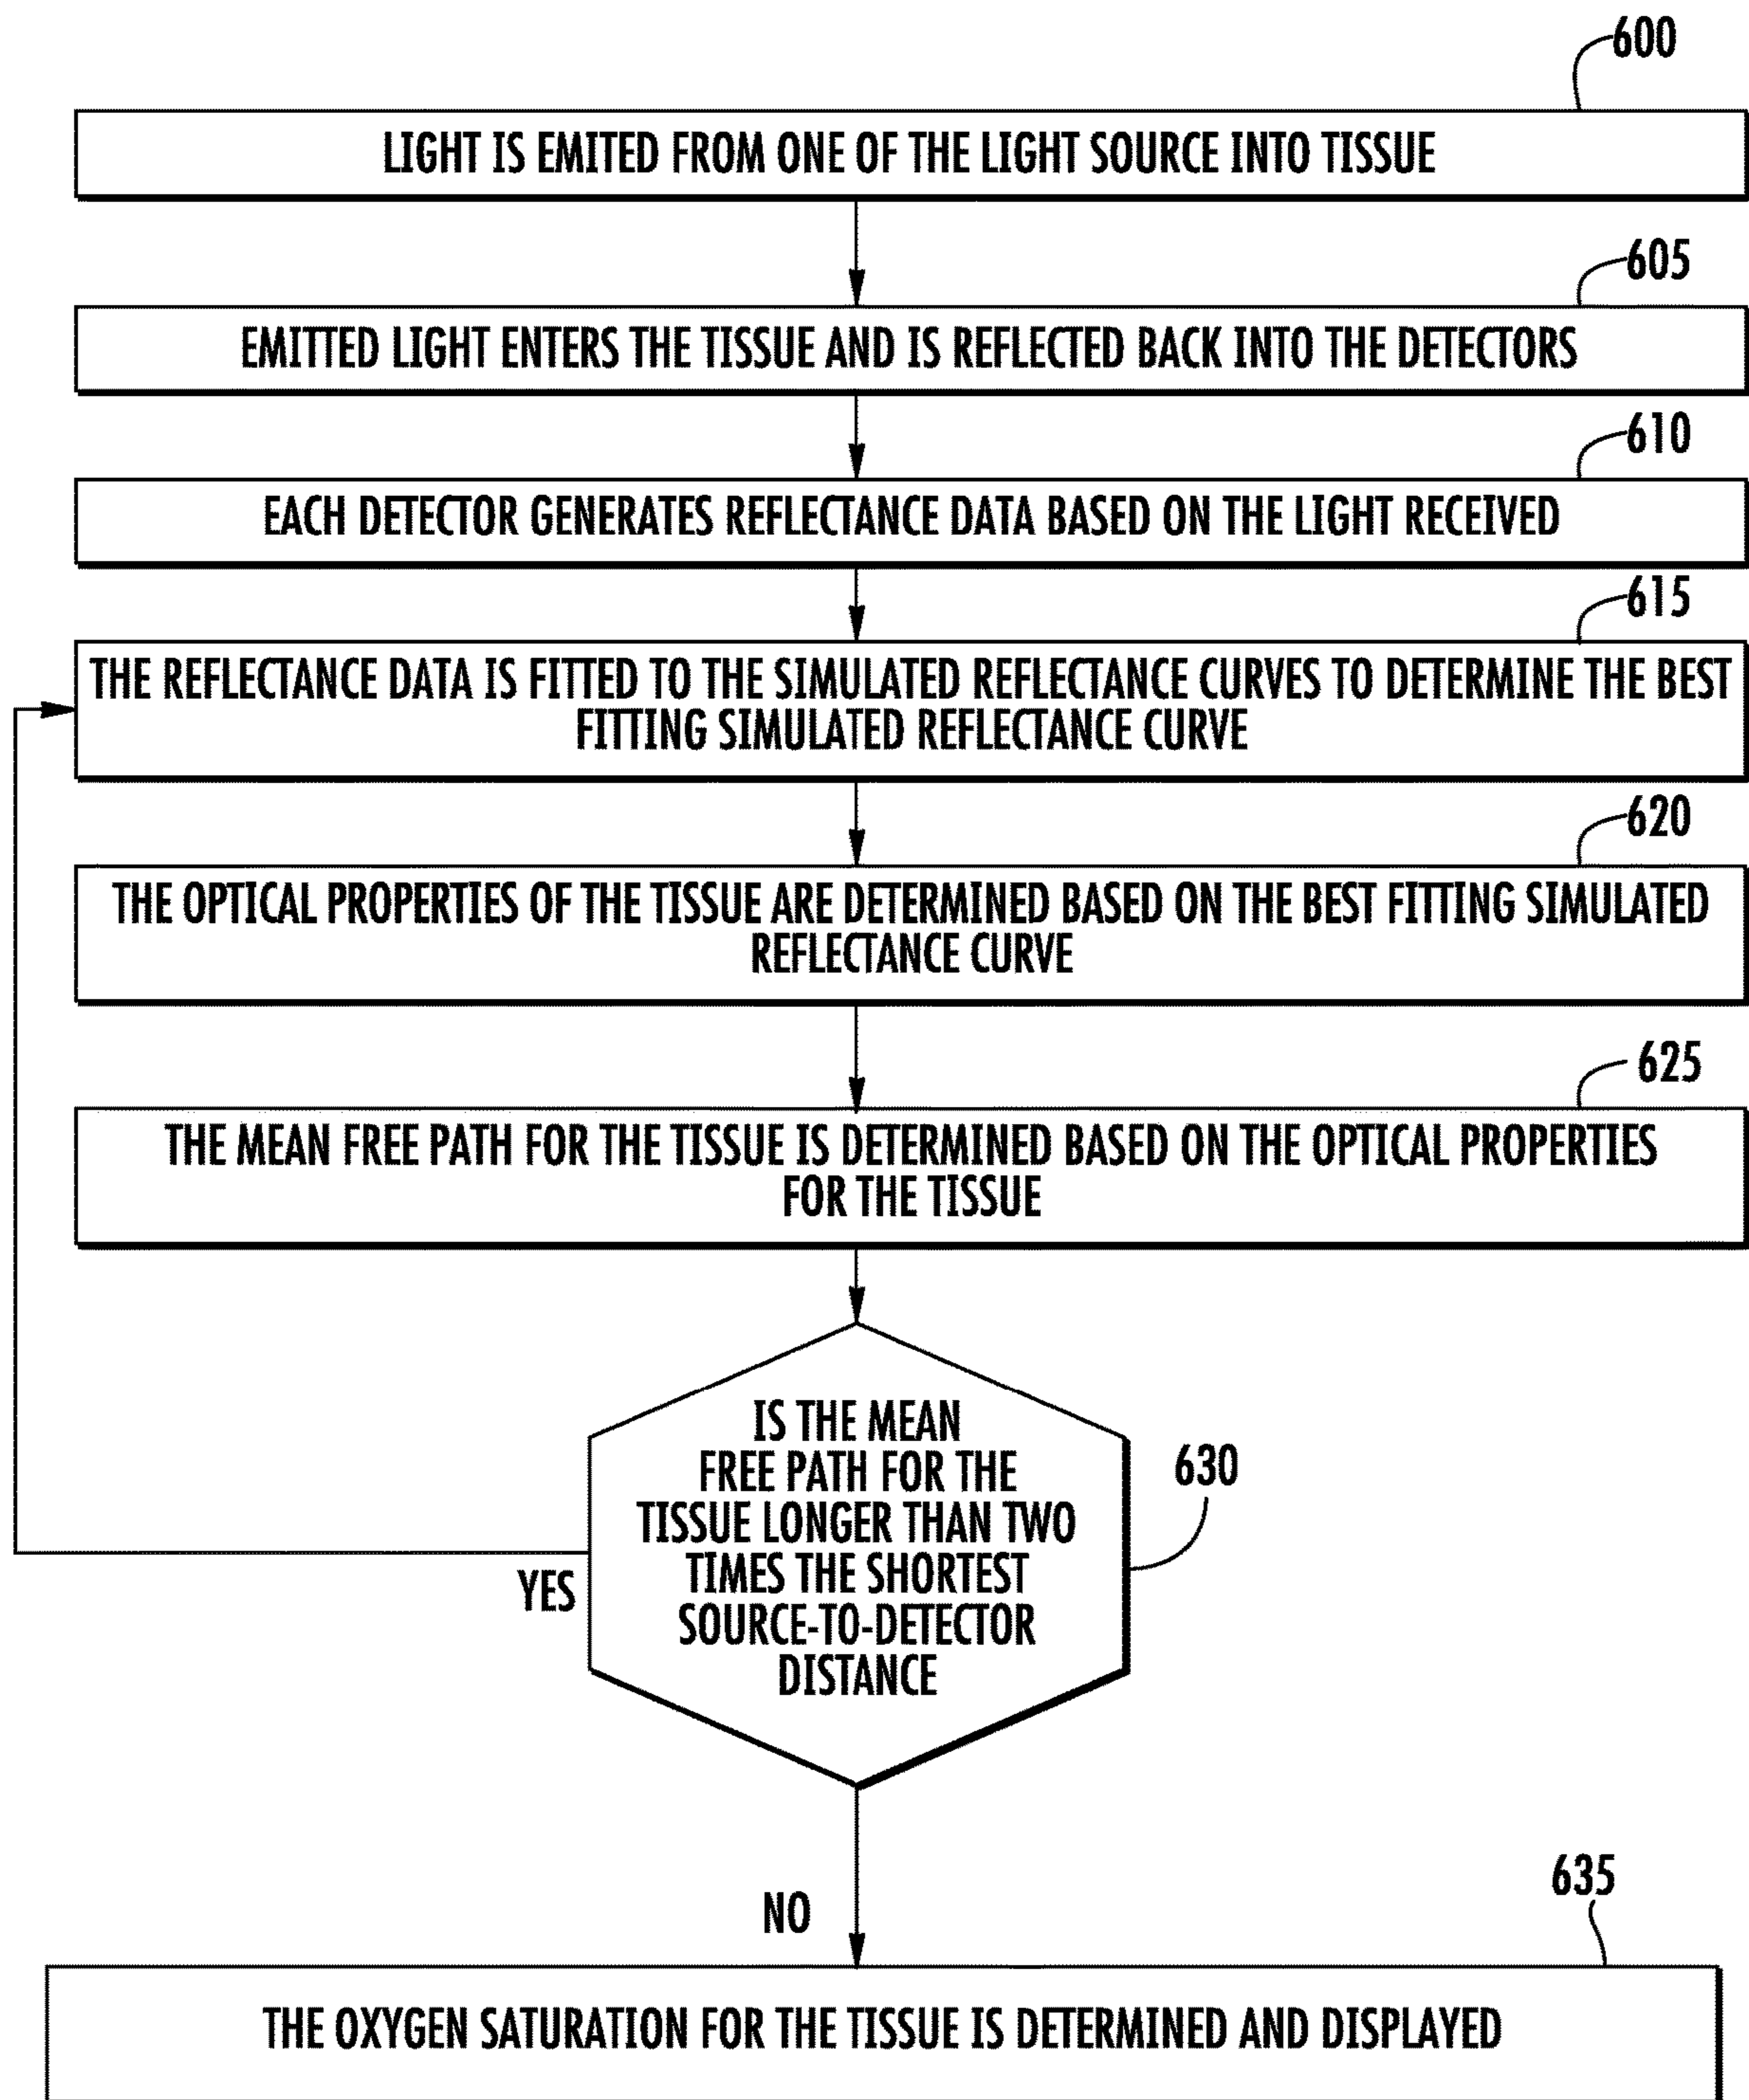 600
LIGHT IS EMITED FROM ONE OF THE LIGHT SOURCE INTO TISSUE
605
EMITTED LIGHT ENTERS THE TISSUE AND IS REFLECTED BACK INTO THE DETECTORS
610
EACH DETECTOR GENERATES REFLECTANCE DATA BASED ON THE LIGHT RECEIVED
615
THE REFLECTANCE DATA IS FITTED TO THE SIMULATED REFLECTANCE CURVES TO DETERMINE THE BEST
FITTING SIMULATED REFLECTANCE CURVE
620
THE OPTICAL PROPERTIES OF THE TISSUE ARE DETERMINED BASED ON THE BEST FITTING SIMULATED
REFLECTANCE CURVE
625
THE MEAN FREE PATH FOR THE TISSUE IS DETERMINED BASED ON THE OPTICAL PROPERTIES
FOR THE TISSUE
IS THE MEAN
FREE PATH FOR THE
TISSUE LONGER THAN TWO
TIMES THE SHORTEST
SOURCE-TO-DETECTOR
DISTANCE
630
YES
NO
635
THE OXYGEN SATURATION FOR THE TISSUE IS DETERMINED AND DISPLAYED